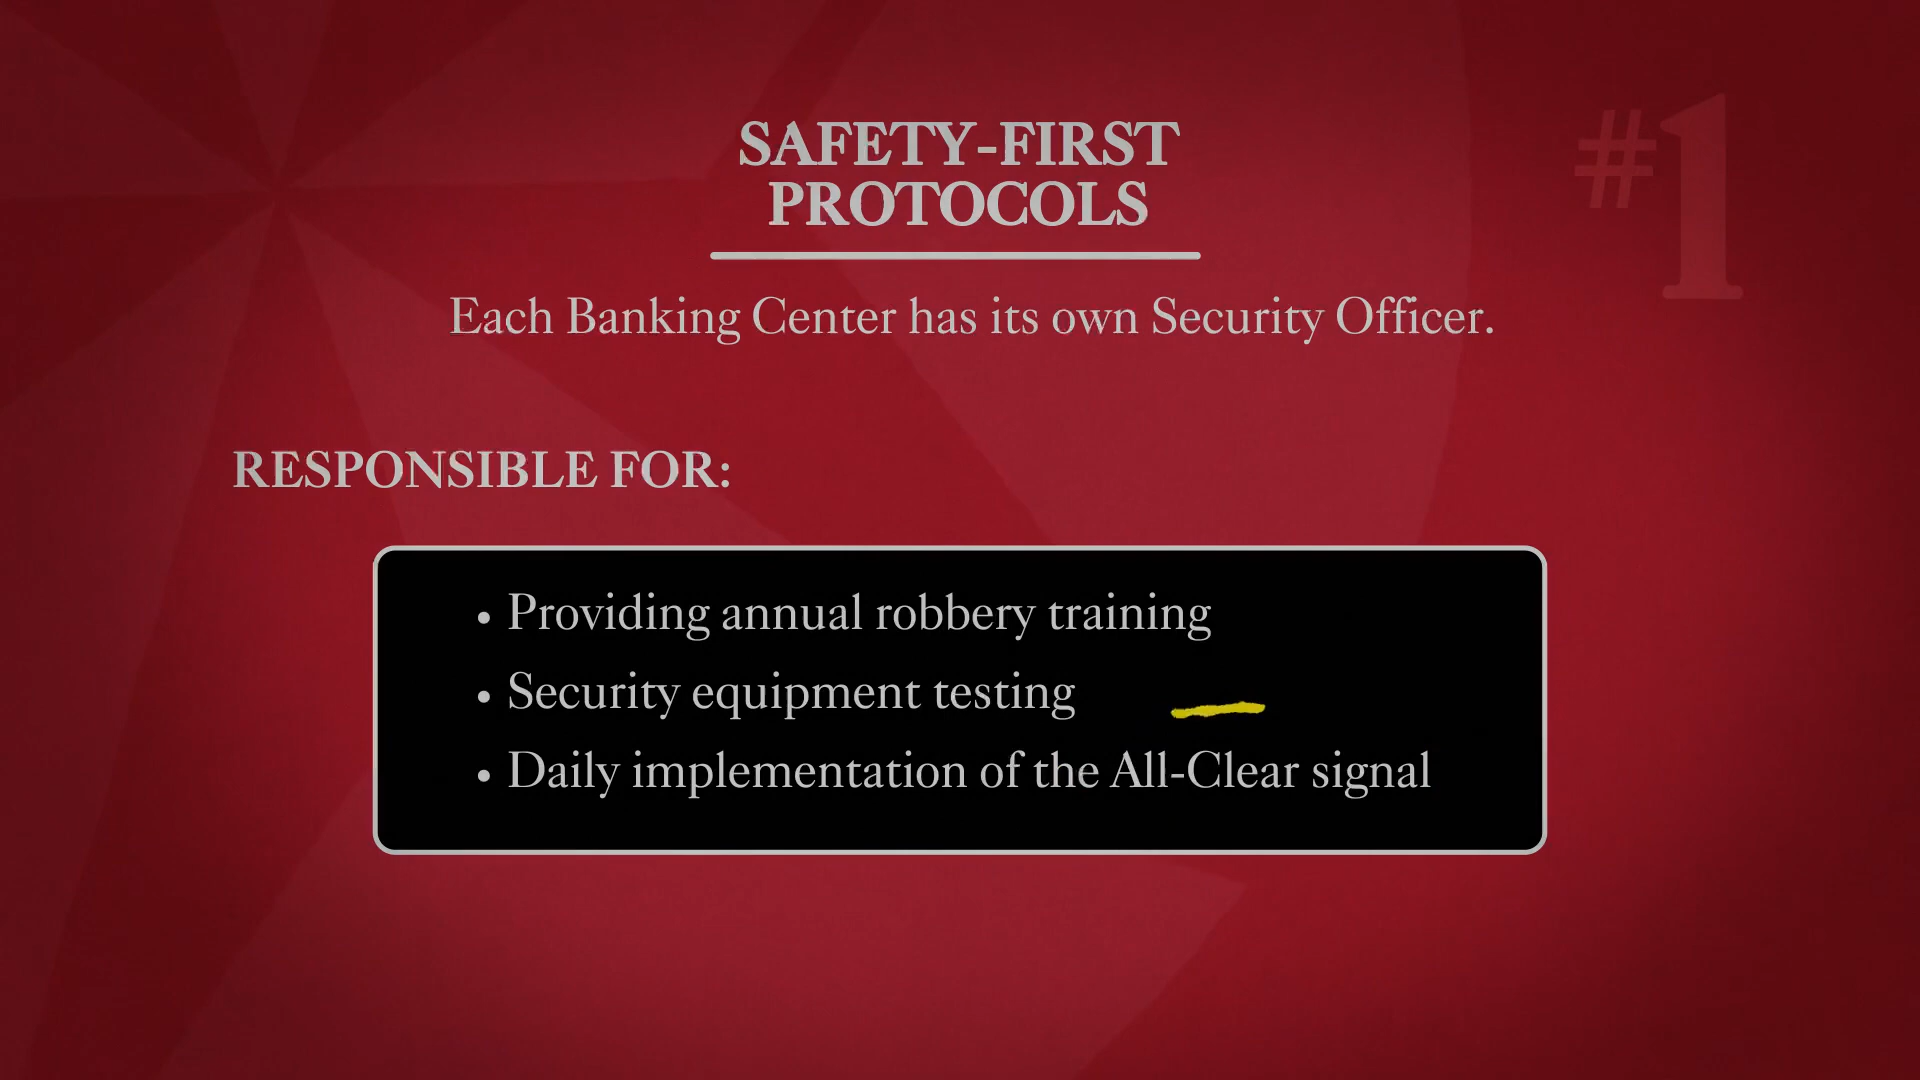 #1
SAFETY-FIRST
PROTOCOLS
Each Banking Center has its own Security Officer.
RESPONSIBLE FOR:
• Providing annual robbery training
• Security equipment testing
• Daily implementation of the All-Clear signal